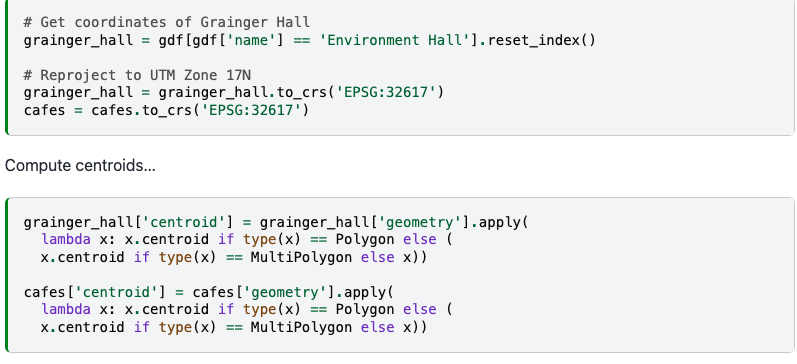 # Get coordinates of Grainger Hall
grainger_hall = gdf[gdf['name'] == 'Environment Hall'].reset_index()
# Reproject to UTM Zone 17N
grainger_hall = grainger_hall.to_crs('EPSG:32617')
cafes = cafes.to_crs('EPSG:32617')
Compute centroids...
grainger_hall['centroid'] = grainger_hall['geometry'].apply(
lambda x: x.centroid if type(x) == Polygon else (
x.centroid if type(x) == MultiPolygon else x))
cafes['centroid'] = cafes['geometry'].apply(
lambda x: x.centroid if type(x) == Polygon else (
x.centroid if type(x) == MultiPolygon else x))